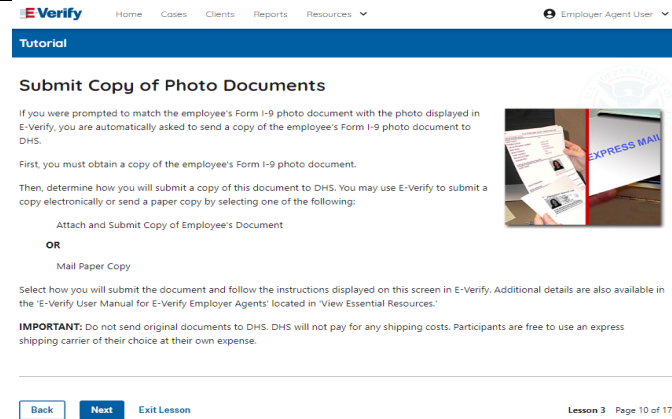 E-Verify Home Cases Clients Reports Resources Employer Agent User
Tutorial
Submit Copy of Photo Documents
If you were prompted to match the employee's Form I-9 photo document with the photo displayed in
E-Verify, you are automatically asked to send a copy of the employee's Form I-9 photo document to
DHS.
First, you must obtain a copy of the employee's Form I-9 photo document.
Then, determine how you will submit a copy of this document to DHS. You may use E-Verify to submit a
copy electronically or send a paper copy by selecting one of the following:
EXPRESS MAIL
Attach and Submit Copy of Employee's Document
OR
Mail Paper Copy
Select how you will submit the document and follow the instructions displayed on this screen in E-Verify. Additional details are also available in
the 'E-Verify User Manual for E-Verify Employer Agents' located in 'View Essential Resources.'
IMPORTANT: Do not send original documents to DHS. DHS will not pay for any shipping costs. Participants are free to use an express
shipping carrier of their choice at their own expense.
Back Next Exit Lesson Lesson 3 Page 10 of 17